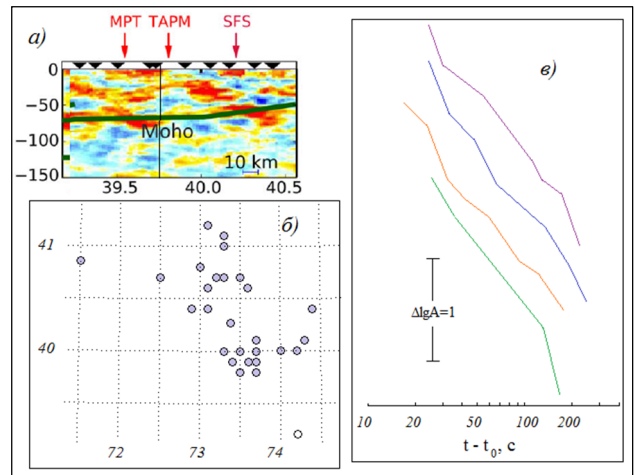 MPT TAPM SFS
а)
0
−50
Moho
−100
10 km
−150
39.5 40.0 40.5
б)
41
40
72 73 74
в)
ΔlgA=1
10 20 50 100 200
t - t₀, с